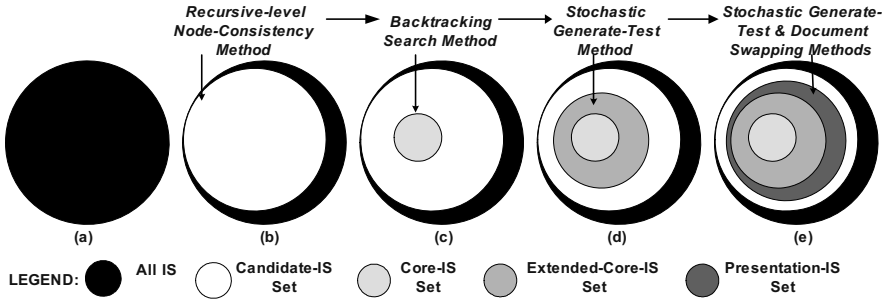 Recursive-level
Node-Consistency
Method
Backtracking
Search Method
Stochastic
Generate-Test
Method
Stochastic Generate-
Test & Document
Swapping Methods
(a)
(b)
(c)
(d)
(e)
LEGEND:
All IS
Candidate-IS
Set
Core-IS
Set
Extended-Core-IS
Set
Presentation-IS
Set